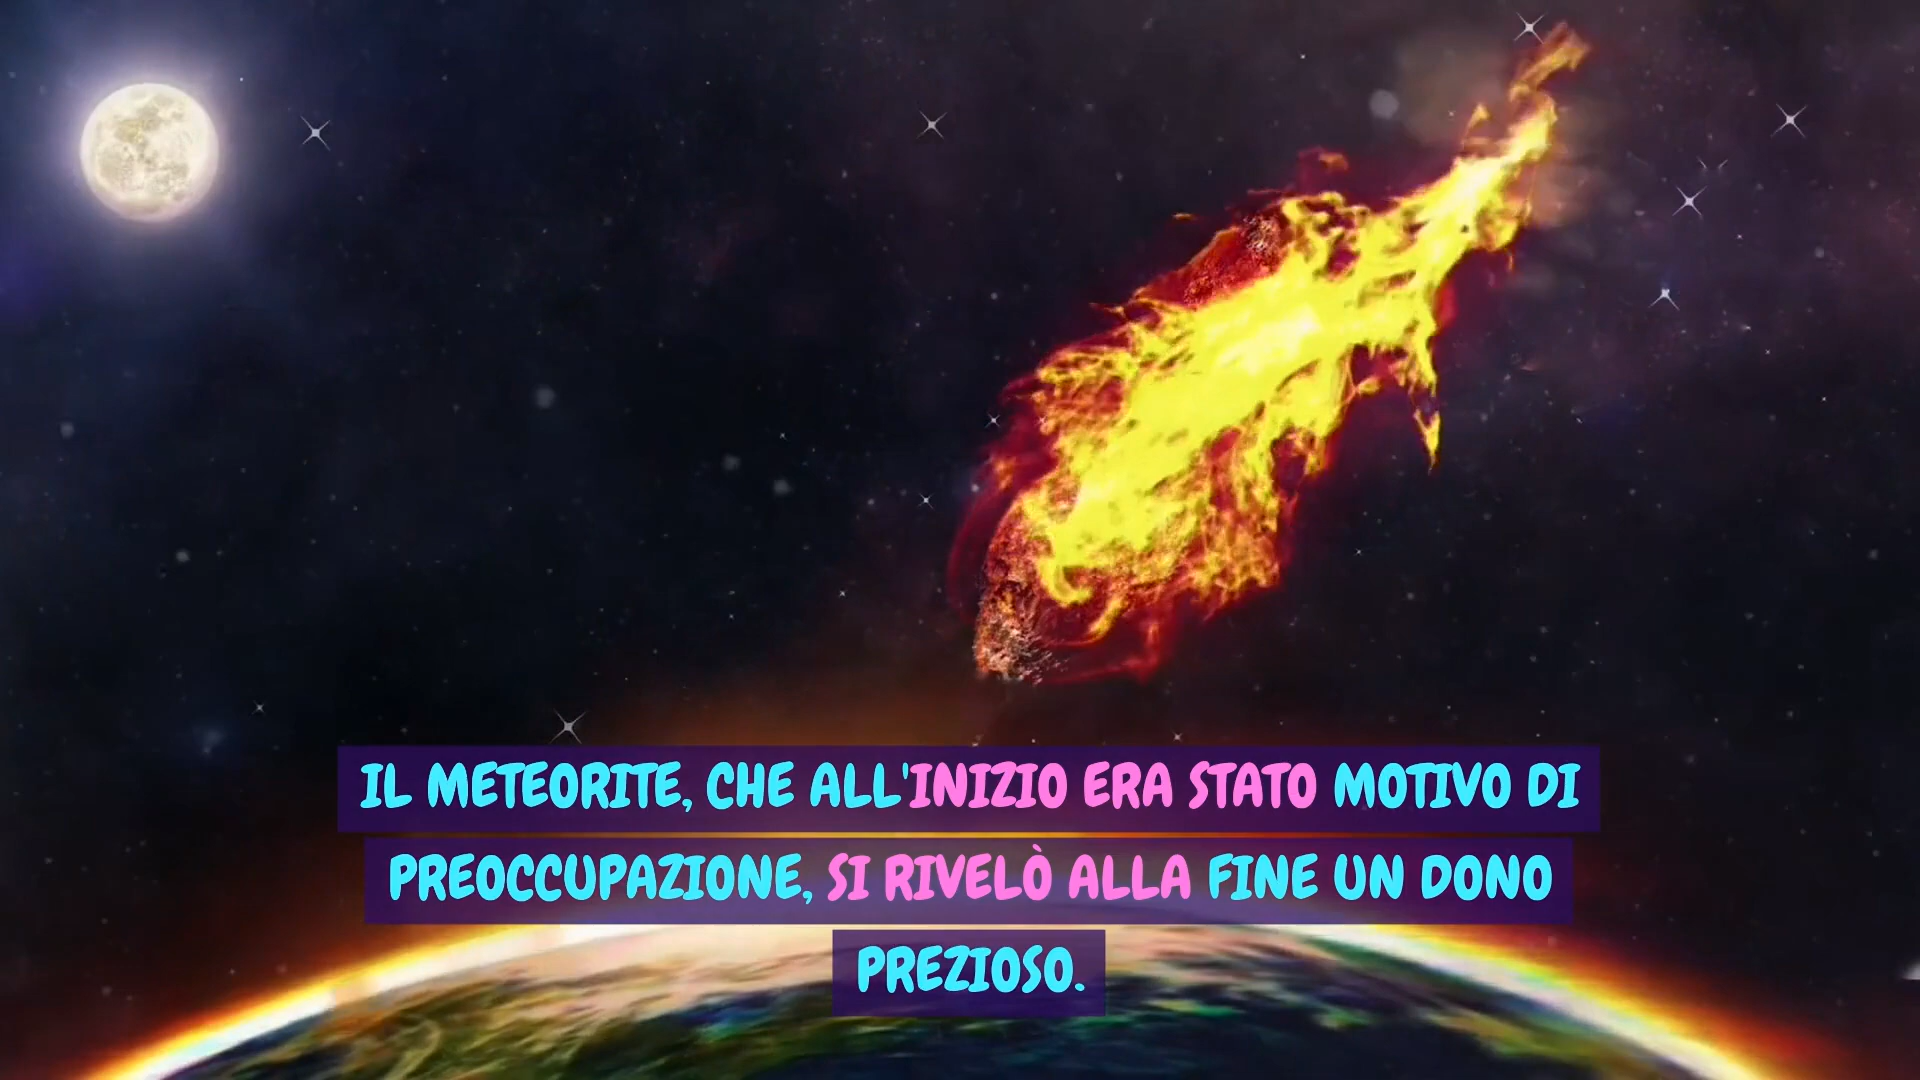 IL METEORITE, CHE ALL'INIZIO ERA STATO MOTIVO DI
PREOCCUPAZIONE, SI RIVELÒ ALLA FINE UN DONO
PREZIOSO.